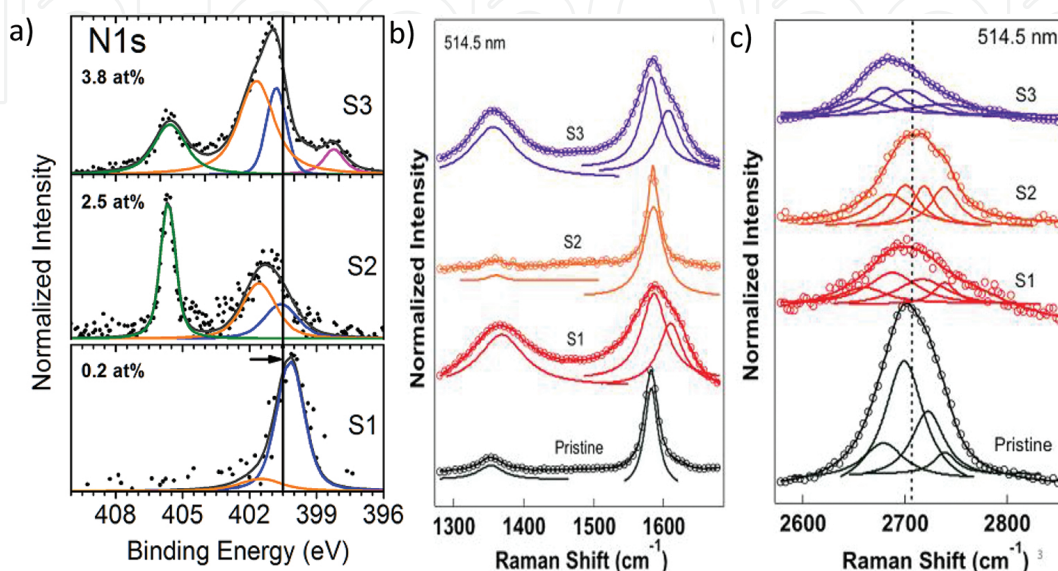 a)
N1s
3.8 at%
S3
2.5 at%
S2
0.2 at%
S1
Normalized Intensity
408 405 402 399 396
Binding Energy (eV)
b)
514.5 nm
S3
S2
S1
Pristine
Normalized Intensity
1300 1400 1500 1600
Raman Shift (cm-1)
c)
514.5 nm
S3
S2
S1
Pristine
Normalized Intensity
2600 2700 2800
Raman Shift (cm-1)
3